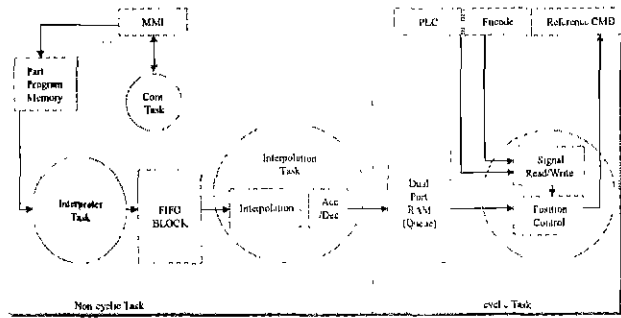 MMI
PLC
Encode
Reference CMD
Part
Program
Memory
Com
Task
Interpolation
Task
Signal
Read/Write
Interpreter
Task
FIFO
BLOCK
Interpolation
Acc
/Dec
Dual
Port
RAM
(Queue)
Position
Control
Non cyclic Task
cyclic Task